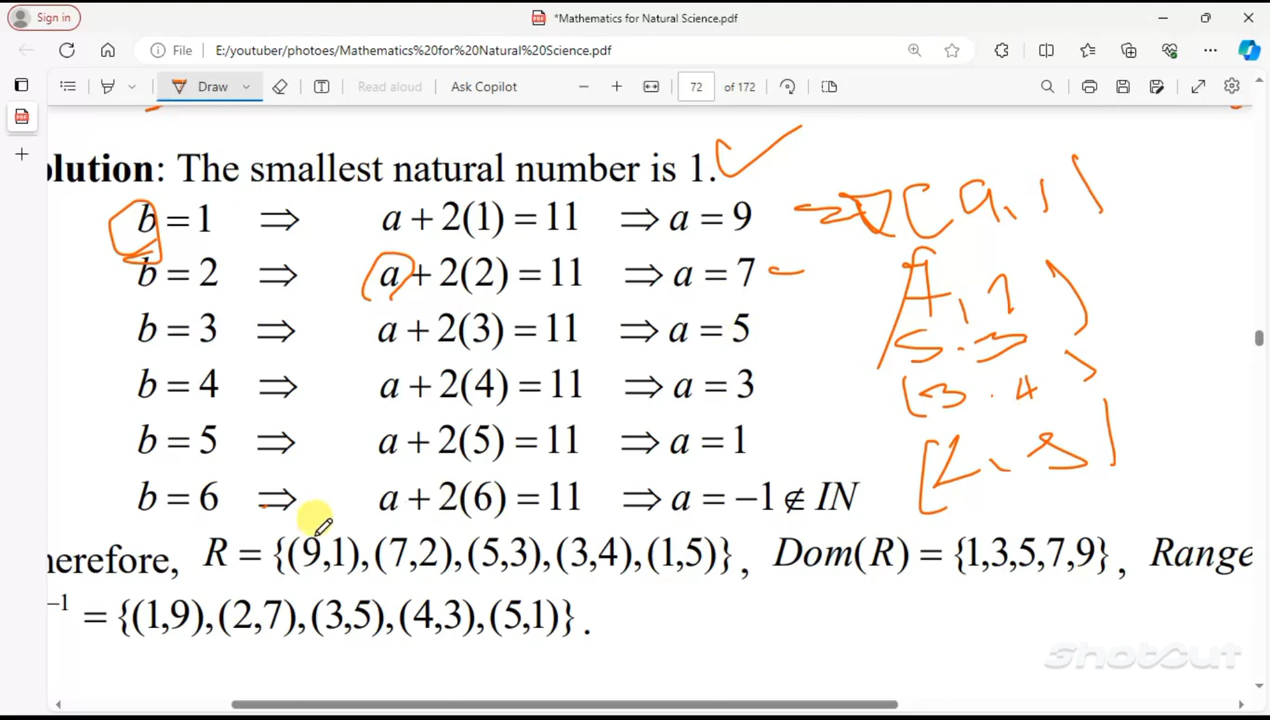 Sign in
*Mathematics for Natural Science.pdf
File
E:/youtuber/photoes/Mathematics%20for%20Natural%20Science.pdf
Draw
Read aloud
Ask Copilot
72
of 172
olution: The smallest natural number is 1.
b = 1 ⇒ a + 2(1) = 11 ⇒ a = 9
b = 2 ⇒ a + 2(2) = 11 ⇒ a = 7
b = 3 ⇒ a + 2(3) = 11 ⇒ a = 5
b = 4 ⇒ a + 2(4) = 11 ⇒ a = 3
b = 5 ⇒ a + 2(5) = 11 ⇒ a = 1
b = 6 ⇒ a + 2(6) = 11 ⇒ a = −1 ∉ IN
herefore, R = {(9,1),(7,2),(5,3),(3,4),(1,5)}, Dom(R) = {1,3,5,7,9}, Range
−1 = {(1,9),(2,7),(3,5),(4,3),(5,1)}.
Shotcut